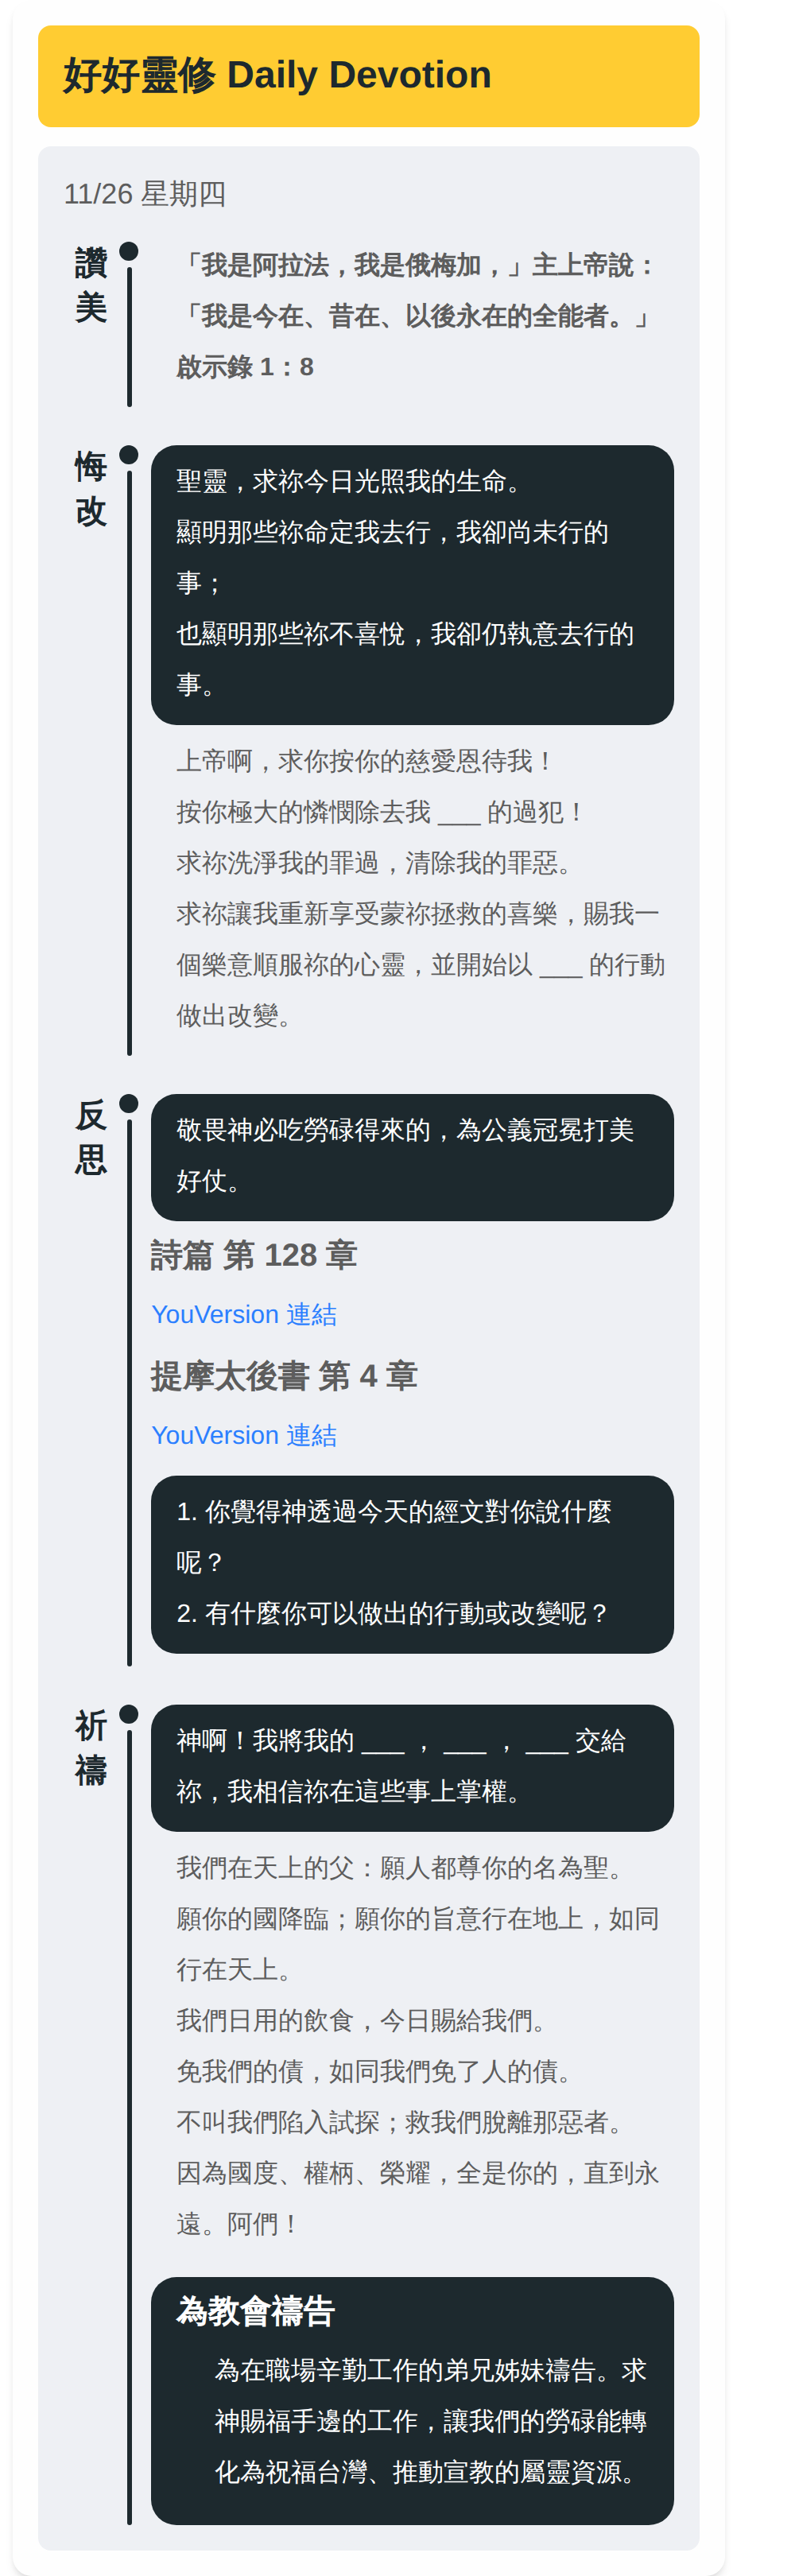 好好靈修 Daily Devotion
11/26 星期四
讚美
「我是阿拉法，我是俄梅加，」主上帝說：
「我是今在、昔在、以後永在的全能者。」
啟示錄 1：8
悔改
聖靈，求祢今日光照我的生命。
顯明那些祢命定我去行，我卻尚未行的
事；
也顯明那些祢不喜悅，我卻仍執意去行的
事。
上帝啊，求你按你的慈愛恩待我！
按你極大的憐憫除去我 ___ 的過犯！
求祢洗淨我的罪過，清除我的罪惡。
求祢讓我重新享受蒙祢拯救的喜樂，賜我一
個樂意順服祢的心靈，並開始以 ___ 的行動
做出改變。
反思
敬畏神必吃勞碌得來的，為公義冠冕打美
好仗。
詩篇 第 128 章
YouVersion 連結
提摩太後書 第 4 章
YouVersion 連結
1. 你覺得神透過今天的經文對你說什麼
呢？
2. 有什麼你可以做出的行動或改變呢？
祈禱
神啊！我將我的 ___ ， ___ ， ___ 交給
祢，我相信祢在這些事上掌權。
我們在天上的父：願人都尊你的名為聖。
願你的國降臨；願你的旨意行在地上，如同
行在天上。
我們日用的飲食，今日賜給我們。
免我們的債，如同我們免了人的債。
不叫我們陷入試探；救我們脫離那惡者。
因為國度、權柄、榮耀，全是你的，直到永
遠。阿們！
為教會禱告
為在職場辛勤工作的弟兄姊妹禱告。求
神賜福手邊的工作，讓我們的勞碌能轉
化為祝福台灣、推動宣教的屬靈資源。